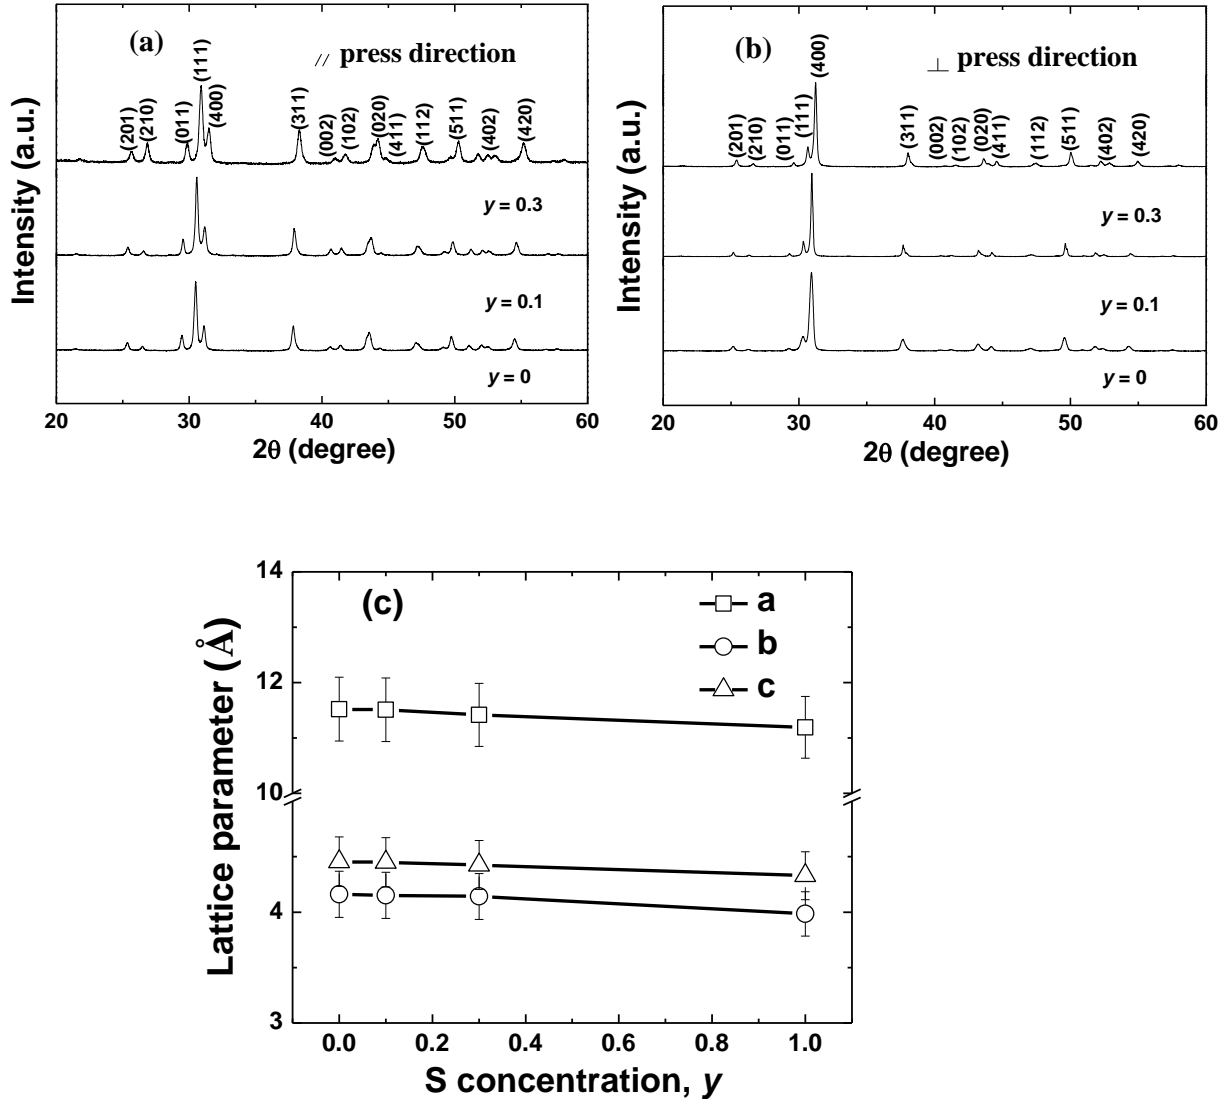 (a)
// press direction
(201)
(210)
(011)
(111)
(400)
(311)
(002)
(102)
(020)
(411)
(112)
(511)
(402)
(420)
y = 0.3
y = 0.1
y = 0
Intensity (a.u.)
20 30 40 50 60
2θ (degree)
(b)
⊥ press direction
(201)
(210)
(011)
(111)
(400)
(311)
(002)
(102)
(020)
(411)
(112)
(511)
(402)
(420)
y = 0.3
y = 0.1
y = 0
Intensity (a.u.)
20 30 40 50 60
2θ (degree)
(c)
a
b
c
14
12
10
4
3
Lattice parameter (Å)
0.0 0.2 0.4 0.6 0.8 1.0
S concentration, y